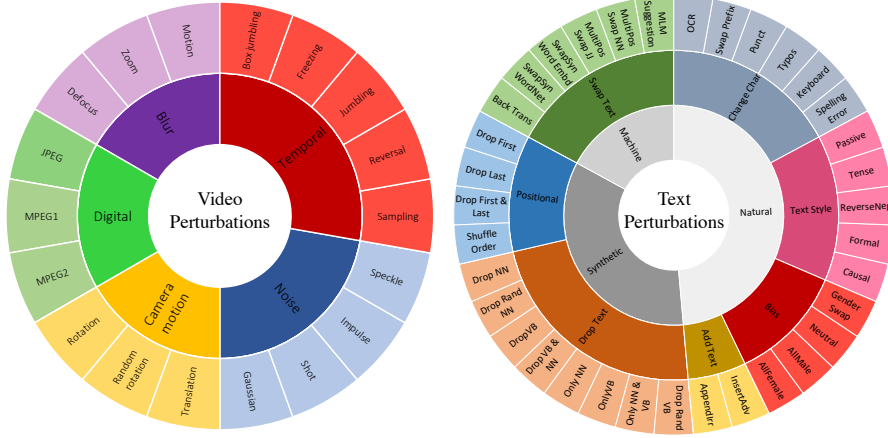 Video
Perturbations
Temporal
Box jumbling
Freezing
Jumbling
Reversal
Sampling
Noise
Speckle
Impulse
Shot
Gaussian
Camera
motion
Translation
Random
rotation
Rotation
Digital
MPEG2
MPEG1
JPEG
Blur
Defocus
Zoom
Motion
Text
Perturbations
Natural
Synthetic
Machine
Change Char
OCR
Swap Prefix
Punct
Typos
Keyboard
Spelling
Error
Text Style
Passive
Tense
ReverseNeg
Formal
Causal
Bias
Gender
Swap
Neutral
AllMale
AllFemale
Add Text
InsertAdv
AppendIrr
Drop Text
Drop Rand
VB
Only NN &
VB
OnlyVB
Only NN
Drop VB &
NN
DropVB
Drop Rand
NN
Drop NN
Positional
Shuffle
Order
Drop First &
Last
Drop Last
Drop First
Swap Text
Back Trans
SwapSyn
WordNet
SwapSyn
Word Embd
MultiPos
Swap JJ
MultiPos
Swap NN
MLM
Suggestion